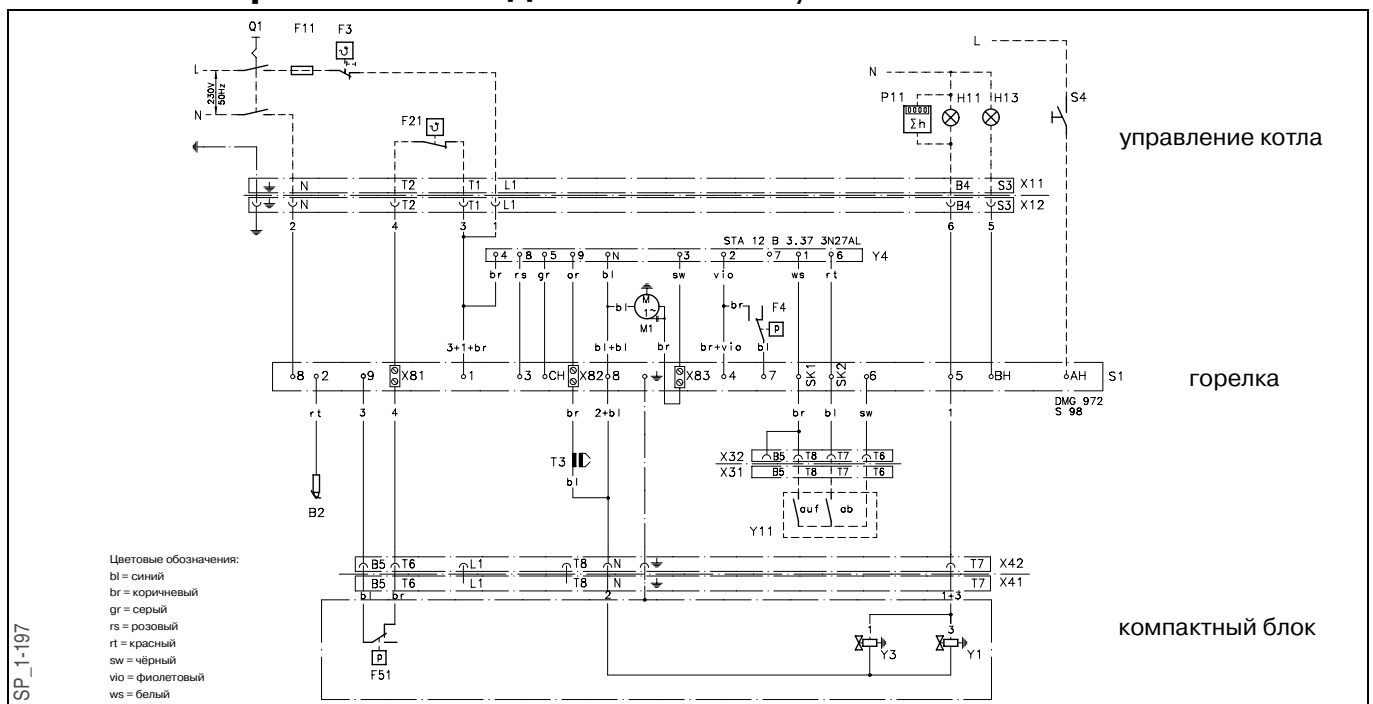 Q1 F11 F3
L
230V
50Hz
N
F21
L
N
P11 H11 H13 S4
0000
Σh
управление котла
N T2 T1 L1 B4 S3 X11
N T2 T1 L1 B4 S3 X12
2 4 3 1 6 5
STA 12 B 3.37 3N27AL
4 8 5 9 N 3 2 7 1 6 Y4
br rs gr or bl sw vio ws rt
bl M 1~ M1 br F4 P
3+1+br bl+bl br br+vio bl
8 2 9 X81 1 3 CH X82 8 X83 4 7 SK1 SK2 6 5 BH AH S1
горелка
DMG 972
S 98
rt 3 4 br 2+bl br bl sw 1
T3
bl
X32 B5 T8 T7 T6
X31 B5 T8 T7 T6
auf ab
Y11
B2
B5 T6 L1 T8 N T7 X42
B5 T6 L1 T8 N T7 X41
bl br 2 1+3
компактный блок
1 3
Y3 Y1
P
F51
Цветовые обозначения:
bl = синий
br = коричневый
gr = серый
rs = розовый
rt = красный
sw = чёрный
vio = фиолетовый
ws = белый
SP_1-197